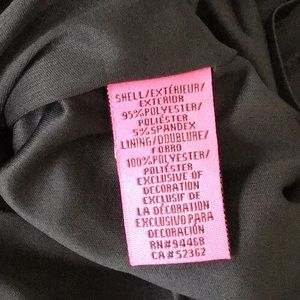 SHELL/EXTÉRIEUR/
EXTERIOR
95%POLYESTER/
POLIÉSTER
5%SPANDEX
LINING/DOUBLURE/
FORRO
100%POLYESTER/
POLIÉSTER
EXCLUSIVE OF
DECORATION
EXCLUSIF DE
LA DÉCORATION
EXCLUSIVO PARA
DECORACIÓN
RN#94468
CA#52362